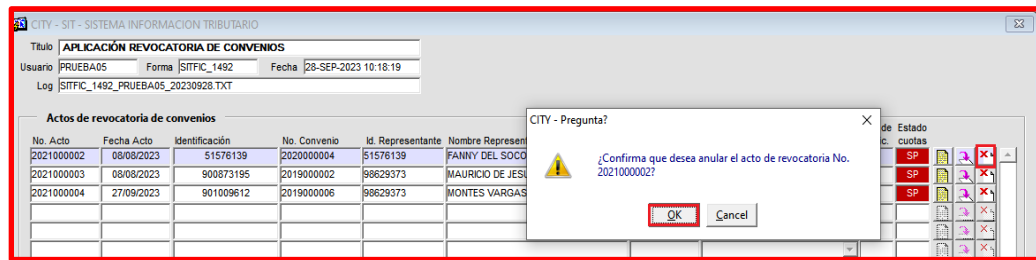 CITY - SIT - SISTEMA INFORMACION TRIBUTARIO
Titulo APLICACIÓN REVOCATORIA DE CONVENIOS
Usuario PRUEBA05 Forma SITFIC_1492 Fecha 28-SEP-2023 10:18:19
Log SITFIC_1492_PRUEBA05_20230928.TXT
Actos de revocatoria de convenios
No. Acto Fecha Acto Identificación No. Convenio Id. Representante Nombre Represen de Estado
c. cuotas
2021000002 08/08/2023 51576139 2020000004 51576139 FANNY DEL SOCO SP
2021000003 08/08/2023 900873195 2019000002 98629373 MAURICIO DE JESU SP
2021000004 27/09/2023 901009612 2019000006 98629373 MONTES VARGAS SP
CITY - Pregunta?
¿Confirma que desea anular el acto de revocatoria No.
2021000002?
OK Cancel